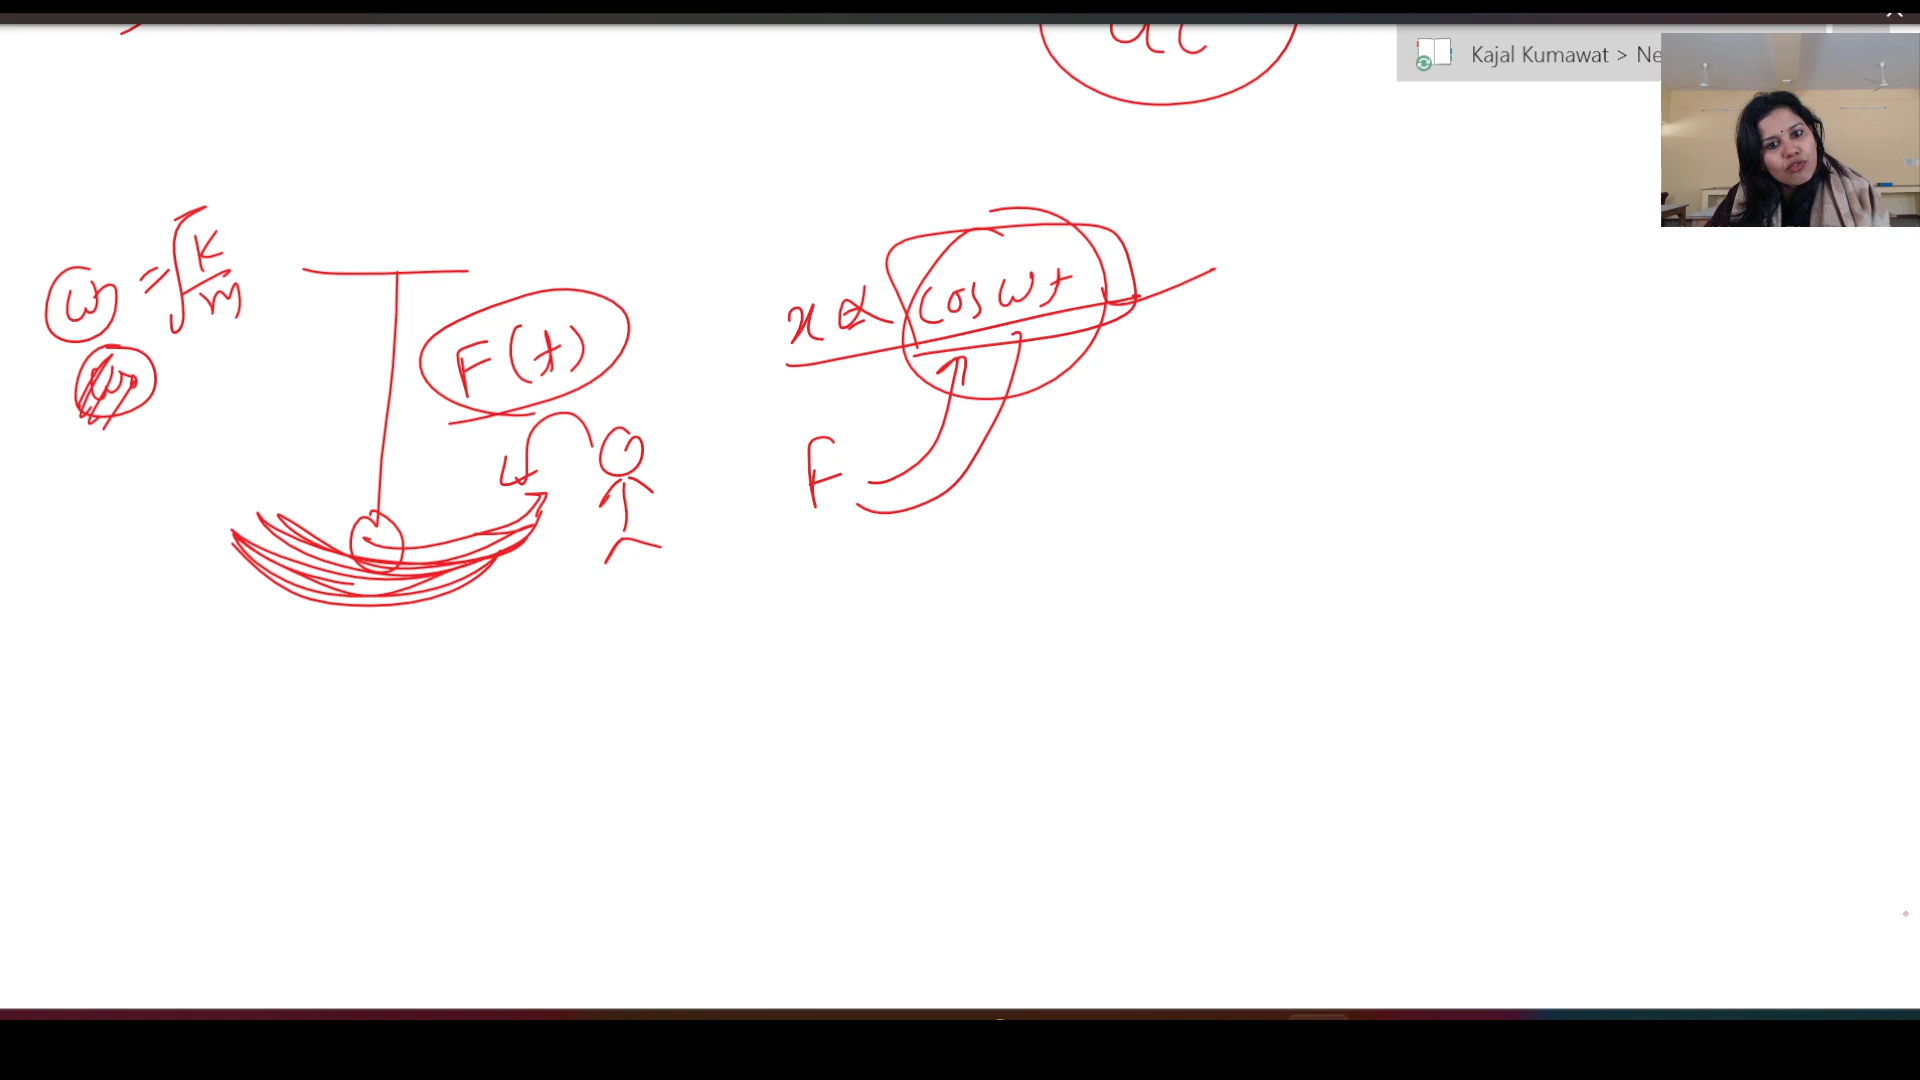 Kajal Kumawat > Ne
ω = √K/m
x ∝ cos ωt
F(t)
F